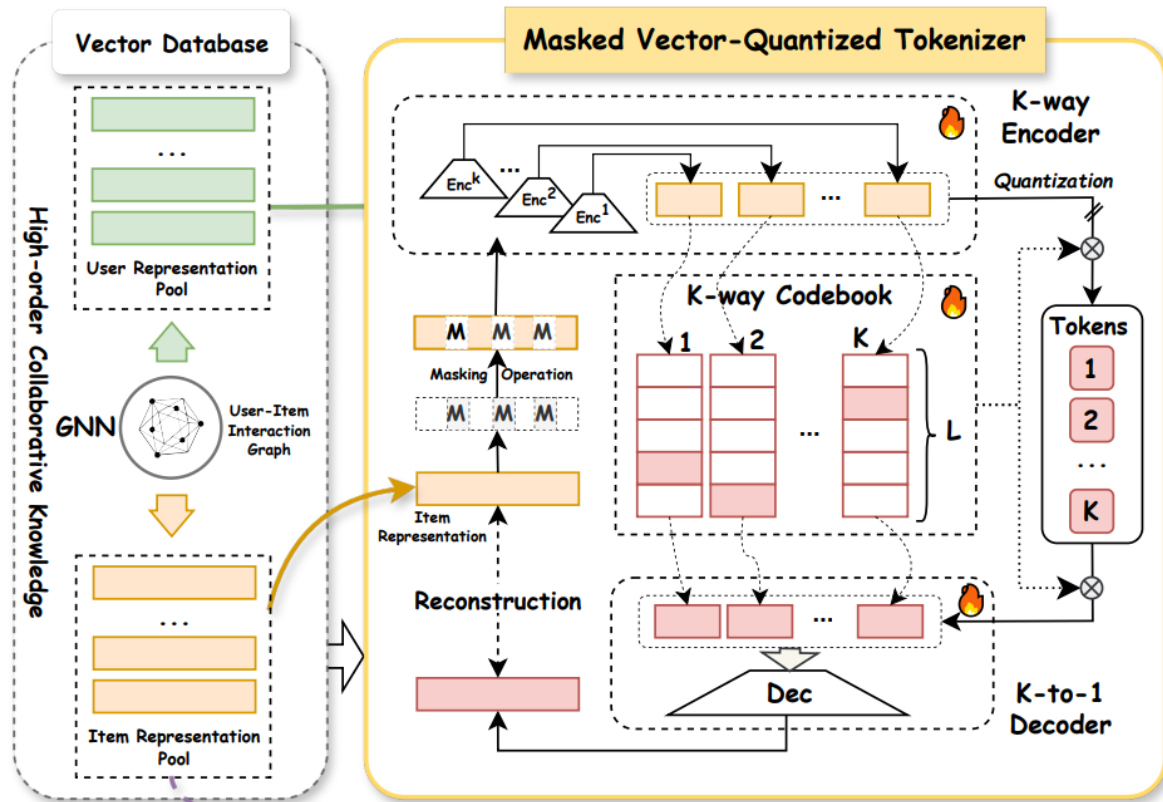 Vector Database
Masked Vector-Quantized Tokenizer
High-order Collaborative Knowledge
...
User Representation
Pool
GNN
User-Item
Interaction
Graph
...
Item Representation
Pool
K-way
Encoder
Enc^k
...
Enc^2
Enc^1
...
Quantization
M M M
Masking Operation
M M M
Item
Representation
Reconstruction
K-way Codebook
1 2 K
...
L
Tokens
1
2
...
K
...
Dec
K-to-1
Decoder